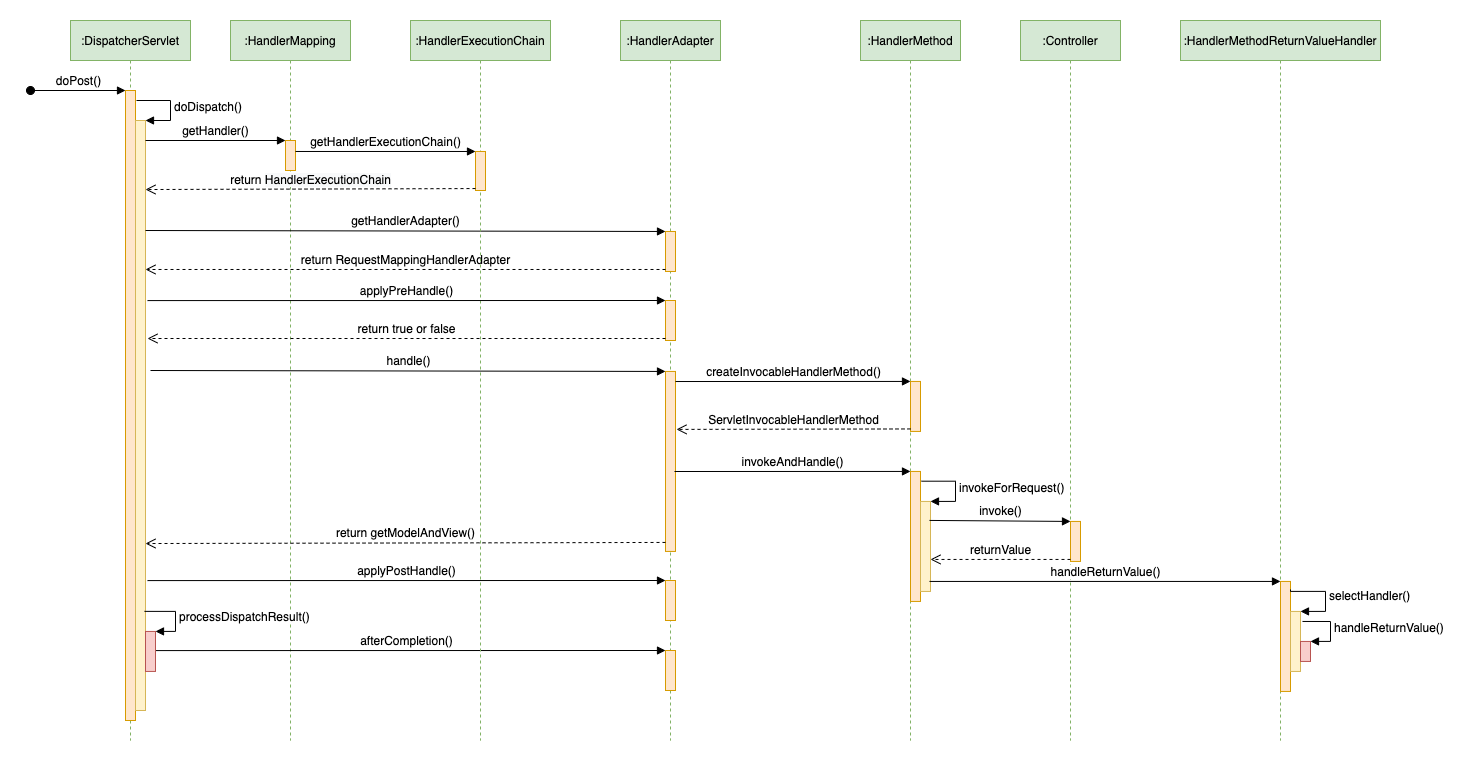 :DispatcherServlet
:HandlerMapping
:HandlerExecutionChain
:HandlerAdapter
:HandlerMethod
:Controller
:HandlerMethodReturnValueHandler
doPost()
doDispatch()
getHandler()
getHandlerExecutionChain()
return HandlerExecutionChain
getHandlerAdapter()
return RequestMappingHandlerAdapter
applyPreHandle()
return true or false
handle()
createInvocableHandlerMethod()
ServletInvocableHandlerMethod
invokeAndHandle()
invokeForRequest()
invoke()
return getModelAndView()
returnValue
applyPostHandle()
handleReturnValue()
selectHandler()
processDispatchResult()
handleReturnValue()
afterCompletion()